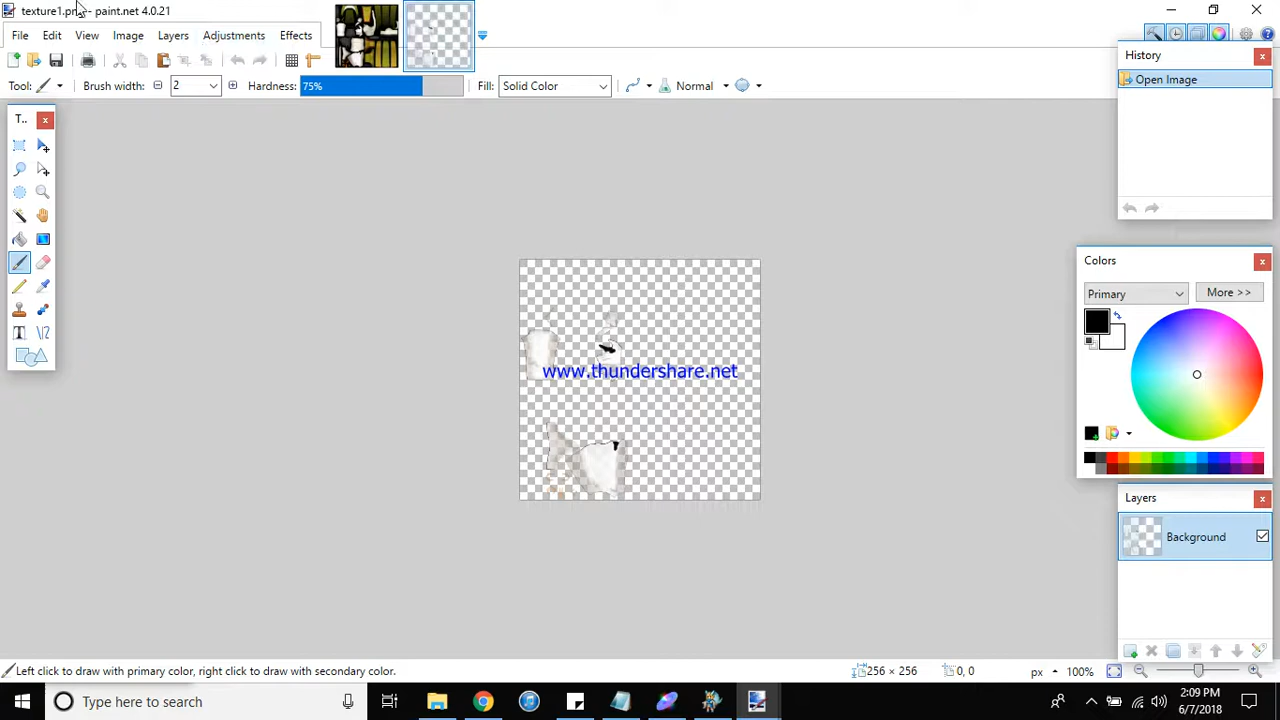 texture1.pn - paint.net 4.0.21
File Edit View Image Layers Adjustments Effects
Tool: Brush width: 2 Hardness: 75% Fill: Solid Color Normal
T..
History
Open Image
Colors
Primary More >>
www.thundershare.net
Layers
Background
Left click to draw with primary color, right click to draw with secondary color.
256 × 256 0, 0 px 100%
Type here to search
2:09 PM
6/7/2018